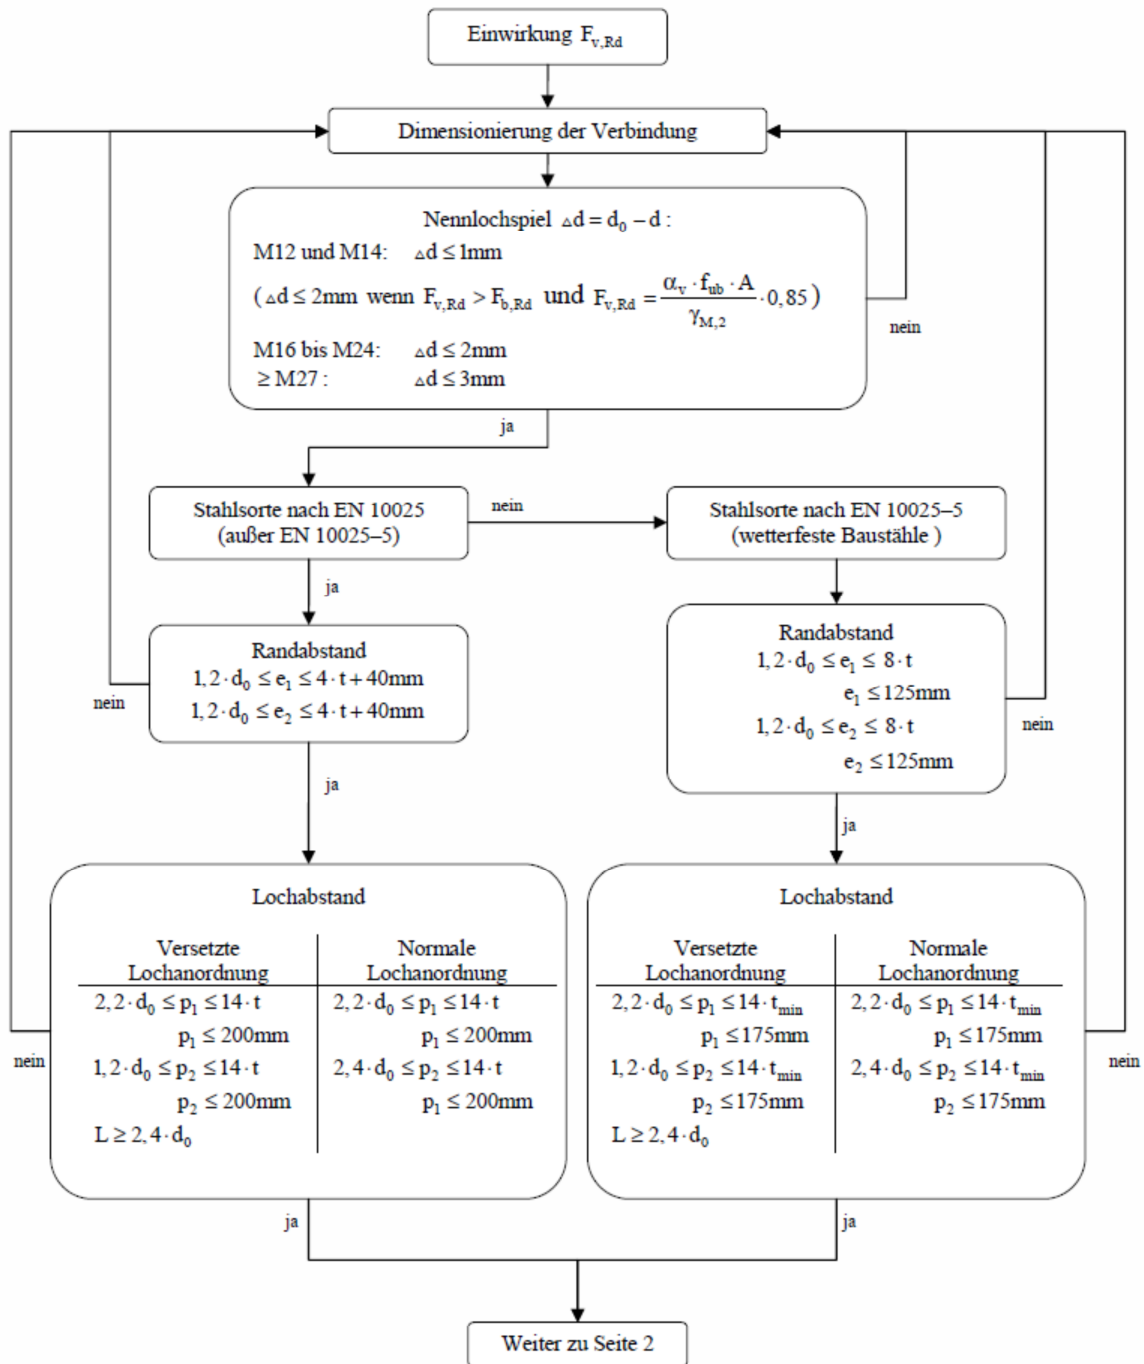 Einwirkung F_v,Rd
Dimensionierung der Verbindung
Nennlochspiel △d = d₀ − d :
M12 und M14: △d ≤ 1mm
( △d ≤ 2mm wenn F_v,Rd > F_b,Rd und F_v,Rd = (α_v · f_ub · A) / γ_M,2 · 0,85 )
M16 bis M24: △d ≤ 2mm
≥ M27 : △d ≤ 3mm
nein
ja
Stahlsorte nach EN 10025
(außer EN 10025–5)
nein
Stahlsorte nach EN 10025–5
(wetterfeste Baustähle )
ja
Randabstand
1,2 · d₀ ≤ e₁ ≤ 4 · t + 40mm
1,2 · d₀ ≤ e₂ ≤ 4 · t + 40mm
nein
ja
Randabstand
1,2 · d₀ ≤ e₁ ≤ 8 · t
e₁ ≤ 125mm
1,2 · d₀ ≤ e₂ ≤ 8 · t
e₂ ≤ 125mm
nein
ja
Lochabstand
Versetzte
Lochanordnung
2,2 · d₀ ≤ p₁ ≤ 14 · t
p₁ ≤ 200mm
1,2 · d₀ ≤ p₂ ≤ 14 · t
p₂ ≤ 200mm
L ≥ 2,4 · d₀
Normale
Lochanordnung
2,2 · d₀ ≤ p₁ ≤ 14 · t
p₁ ≤ 200mm
2,4 · d₀ ≤ p₂ ≤ 14 · t
p₁ ≤ 200mm
nein
ja
Lochabstand
Versetzte
Lochanordnung
2,2 · d₀ ≤ p₁ ≤ 14 · t_min
p₁ ≤ 175mm
1,2 · d₀ ≤ p₂ ≤ 14 · t_min
p₂ ≤ 175mm
L ≥ 2,4 · d₀
Normale
Lochanordnung
2,2 · d₀ ≤ p₁ ≤ 14 · t_min
p₁ ≤ 175mm
2,4 · d₀ ≤ p₂ ≤ 14 · t_min
p₂ ≤ 175mm
nein
ja
Weiter zu Seite 2